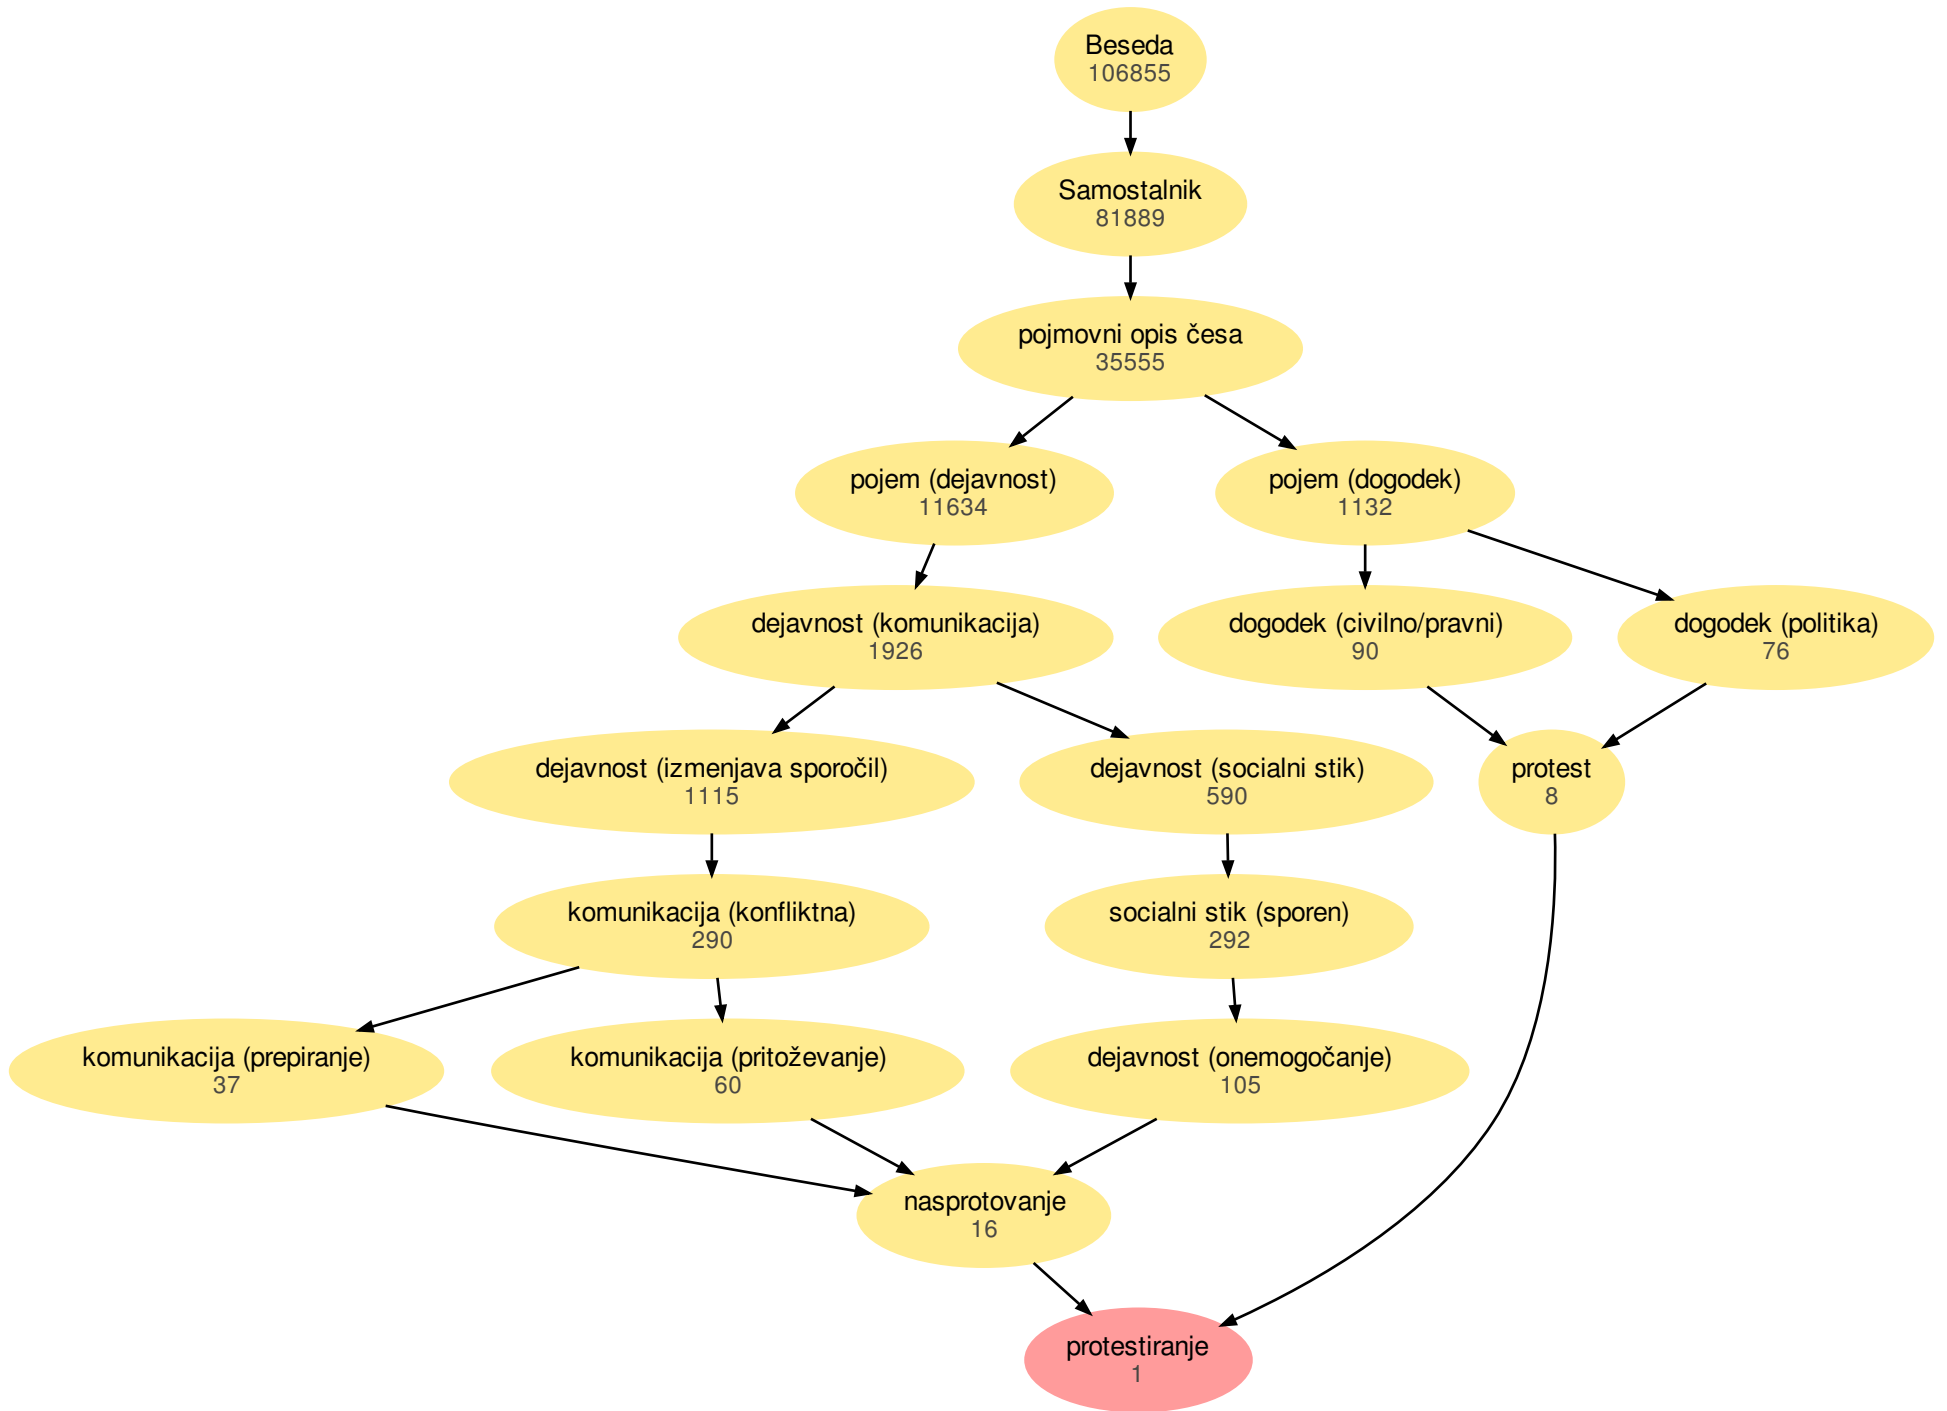 Beseda
106855
Samostalnik
81889
pojmovni opis česa
35555
pojem (dejavnost)
11634
pojem (dogodek)
1132
dejavnost (komunikacija)
1926
dogodek (civilno/pravni)
90
dogodek (politika)
76
dejavnost (izmenjava sporočil)
1115
dejavnost (socialni stik)
590
protest
8
komunikacija (konfliktna)
290
socialni stik (sporen)
292
komunikacija (prepiranje)
37
komunikacija (pritoževanje)
60
dejavnost (onemogočanje)
105
nasprotovanje
16
protestiranje
1